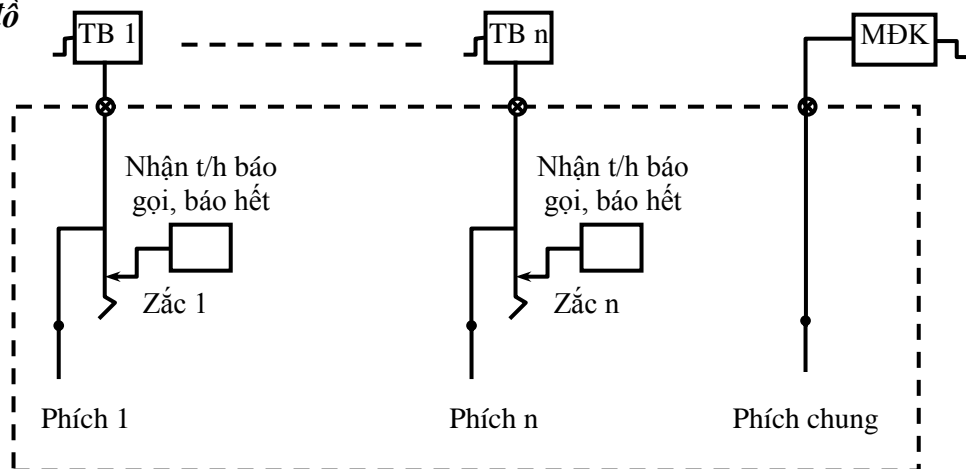 TB 1
TB n
MĐK
Nhận t/h báo
gọi, báo hết
Nhận t/h báo
gọi, báo hết
Zắc 1
Zắc n
Phích 1
Phích n
Phích chung